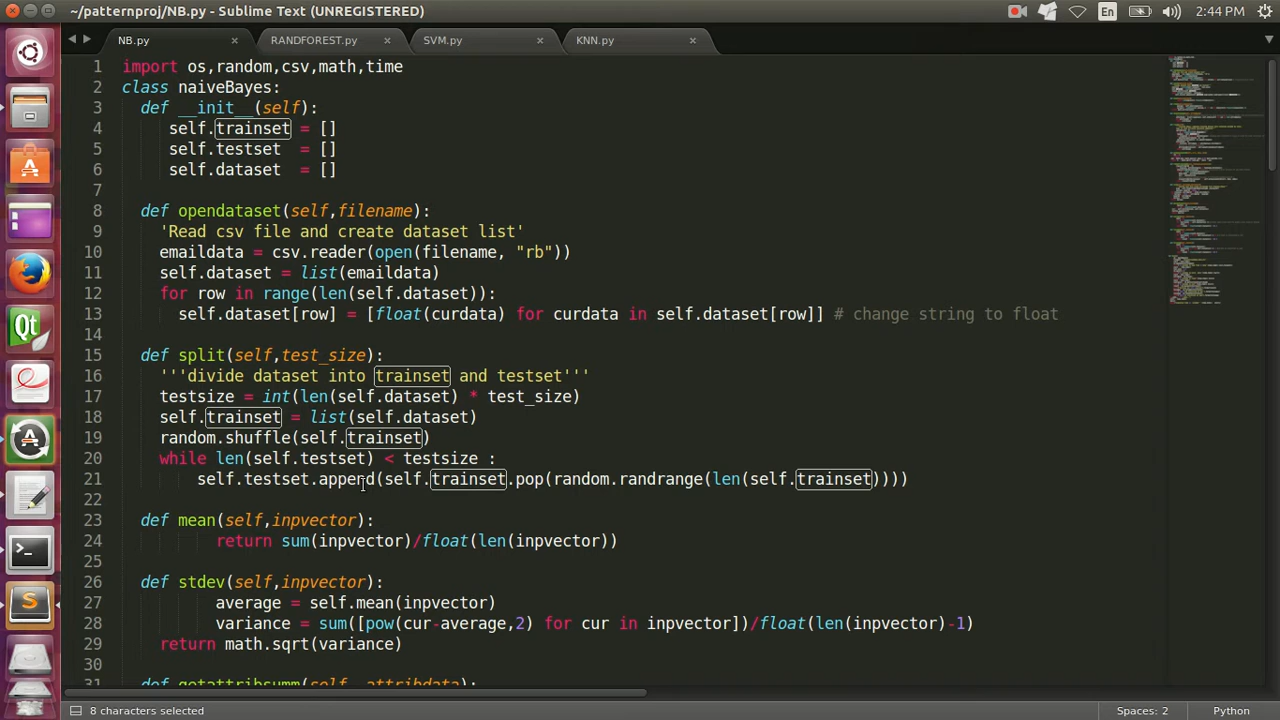 ~/patternproj/NB.py - Sublime Text (UNREGISTERED)
En
2:44 PM
NB.py
RANDFOREST.py
SVM.py
KNN.py
1 import os,random,csv,math,time
2 class naiveBayes:
3 def __init__(self):
4 self.trainset = []
5 self.testset = []
6 self.dataset = []
7
8 def opendataset(self,filename):
9 'Read csv file and create dataset list'
10 emaildata = csv.reader(open(filename, "rb"))
11 self.dataset = list(emaildata)
12 for row in range(len(self.dataset)):
13 self.dataset[row] = [float(curdata) for curdata in self.dataset[row]] # change string to float
14
15 def split(self,test_size):
16 '''divide dataset into trainset and testset'''
17 testsize = int(len(self.dataset) * test_size)
18 self.trainset = list(self.dataset)
19 random.shuffle(self.trainset)
20 while len(self.testset) < testsize :
21 self.testset.append(self.trainset.pop(random.randrange(len(self.trainset))))
22
23 def mean(self,inpvector):
24 return sum(inpvector)/float(len(inpvector))
25
26 def stdev(self,inpvector):
27 average = self.mean(inpvector)
28 variance = sum([pow(cur-average,2) for cur in inpvector])/float(len(inpvector)-1)
29 return math.sqrt(variance)
30
31 def getattribsumm(self, attribdata):
8 characters selected
Spaces: 2
Python